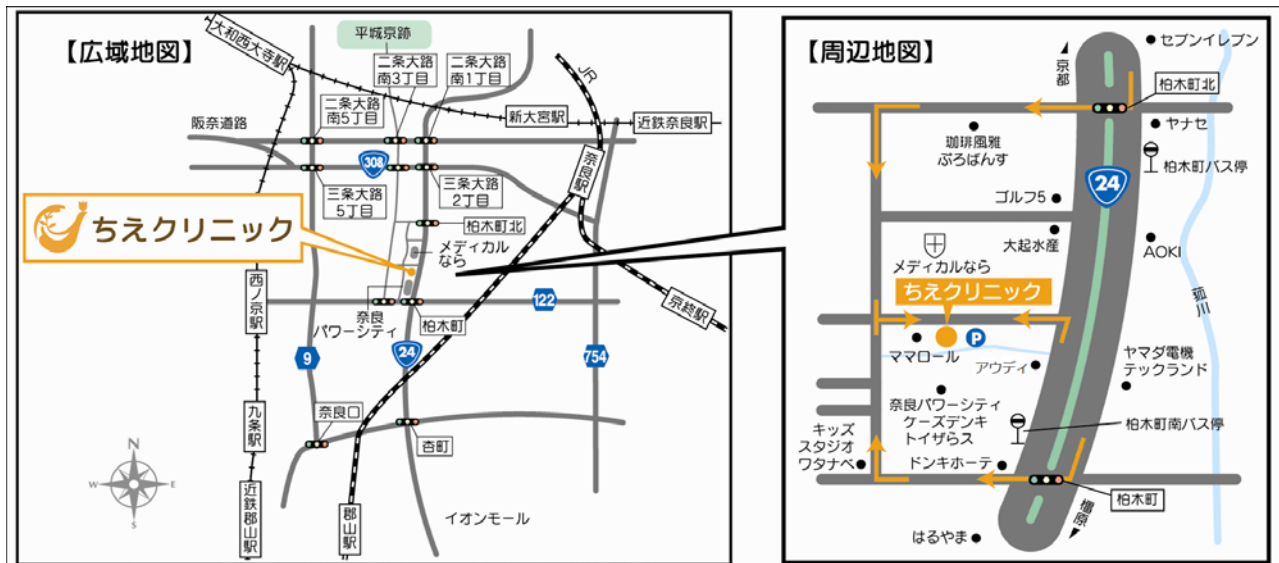 【広域地図】
大和西大寺駅
平城京跡
二条大路
南3丁目
二条大路
南1丁目
JR
二条大路
南5丁目
阪奈道路
新大宮駅
近鉄奈良駅
308
奈良駅
三条大路
5丁目
三条大路
2丁目
ちえクリニック
柏木町北
メディカル
なら
西ノ京駅
奈良
パワーシティ
柏木町
122
京終駅
9
24
754
九条駅
奈良口
杏町
N
W
E
S
近鉄郡山駅
郡山駅
イオンモール
【周辺地図】
京都
セブンイレブン
柏木町北
珈琲風雅
ぷろばんす
ヤナセ
柏木町バス停
24
ゴルフ5
大起水産
AOKI
メディカルなら
ちえクリニック
菰川
P
ママロール
アウディ
ヤマダ電機
テックランド
奈良パワーシティ
ケーズデンキ
トイザらス
柏木町南バス停
キッズ
スタジオ
ワタナベ
ドンキホーテ
柏木町
橿原
はるやま